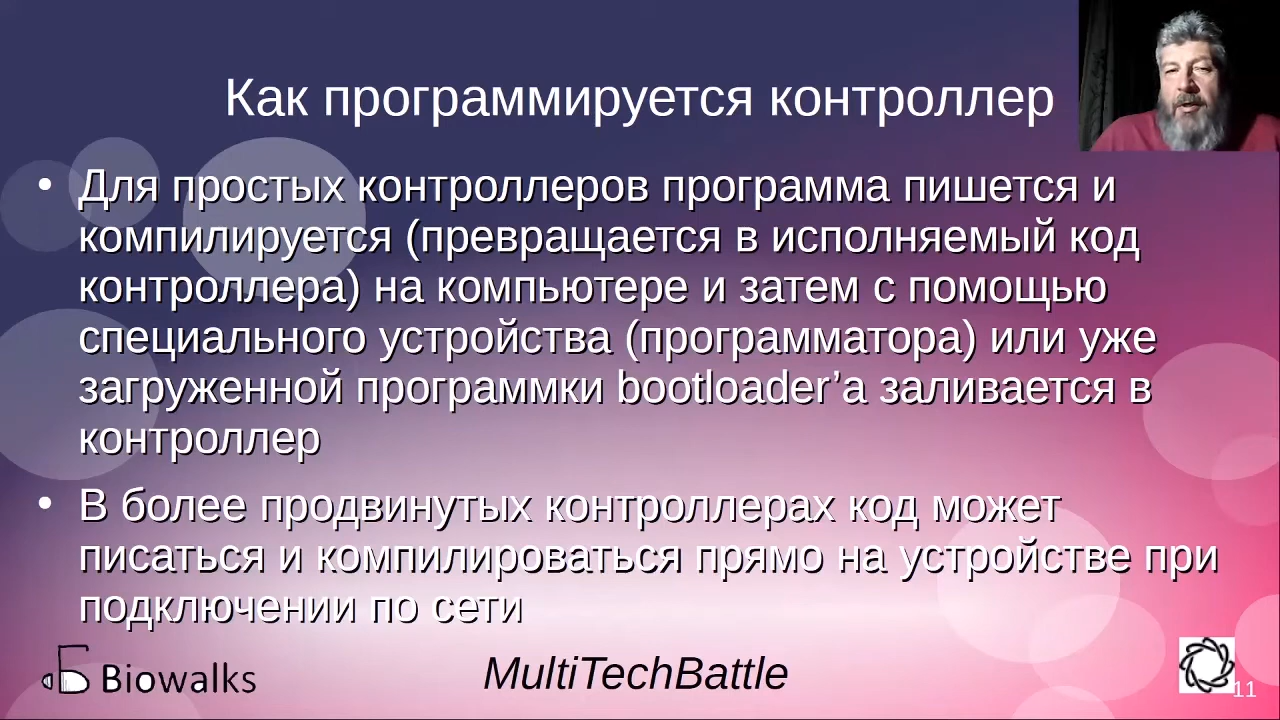 Как программируется контроллер
• Для простых контроллеров программа пишется и
компилируется (превращается в исполняемый код
контроллера) на компьютере и затем с помощью
специального устройства (программатора) или уже
загруженной программки bootloader’а заливается в
контроллер
• В более продвинутых контроллерах код может
писаться и компилироваться прямо на устройстве при
подключении по сети
Biowalks
MultiTechBattle
11